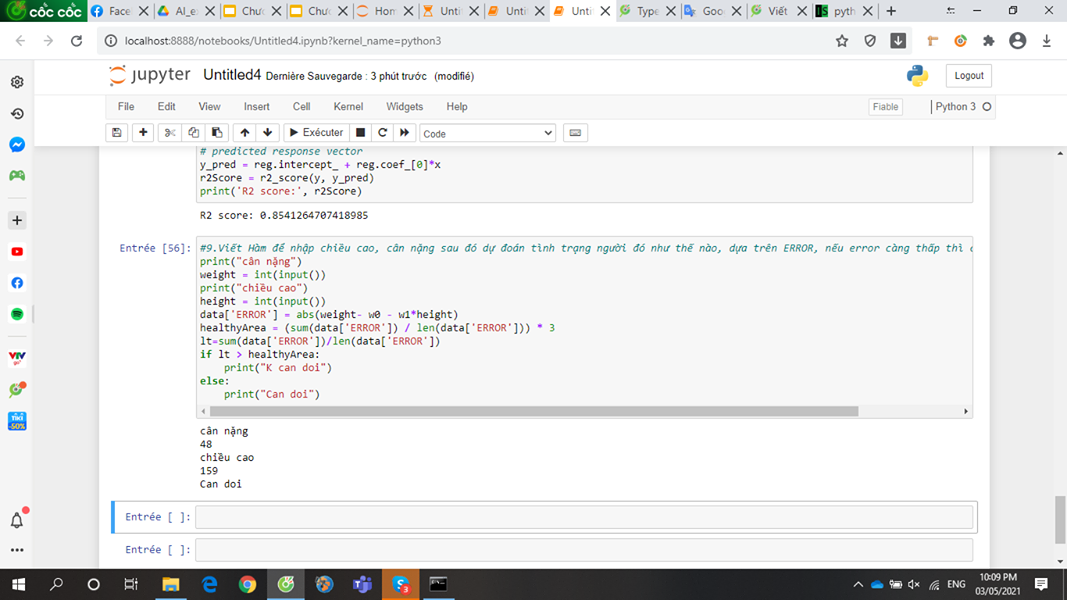 cốc cốc
Face
AI_e
Chươ
Chươ
Hom
Unti
Unti
Unti
Type
Goo
Viết
pyth
localhost:8888/notebooks/Untitled4.ipynb?kernel_name=python3
jupyter Untitled4 Dernière Sauvegarde : 3 phút trước (modifié)
Logout
File Edit View Insert Cell Kernel Widgets Help
Fiable
Python 3
Exécuter
Code
# predicted response vector
y_pred = reg.intercept_ + reg.coef_[0]*x
r2Score = r2_score(y, y_pred)
print('R2 score:', r2Score)
R2 score: 0.8541264707418985
Entrée [56]:
#9.Viết Hàm để nhập chiều cao, cân nặng sau đó dự đoán tình trạng người đó như thế nào, dựa trên ERROR, nếu error càng thấp thì c
print("cân nặng")
weight = int(input())
print("chiều cao")
height = int(input())
data['ERROR'] = abs(weight- w0 - w1*height)
healthyArea = (sum(data['ERROR']) / len(data['ERROR'])) * 3
lt=sum(data['ERROR'])/len(data['ERROR'])
if lt > healthyArea:
    print("K can doi")
else:
    print("Can doi")
cân nặng
48
chiều cao
159
Can doi
Entrée [ ]:
Entrée [ ]:
VTV
TIKI
-50%
3
ENG
10:09 PM
03/05/2021